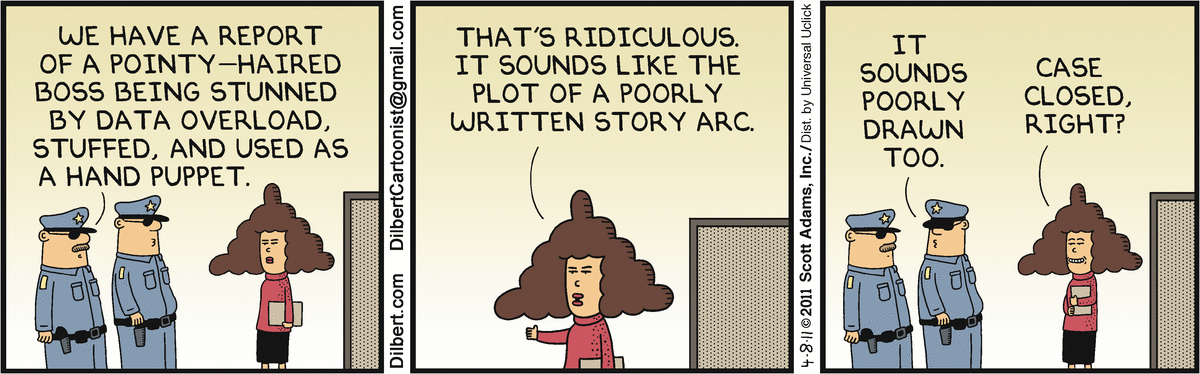 WE HAVE A REPORT
OF A POINTY-HAIRED
BOSS BEING STUNNED
BY DATA OVERLOAD,
STUFFED, AND USED AS
A HAND PUPPET.
Dilbert.com DilbertCartoonist@gmail.com
THAT'S RIDICULOUS.
IT SOUNDS LIKE THE
PLOT OF A POORLY
WRITTEN STORY ARC.
4-8-11 ©2011 Scott Adams, Inc./Dist. by Universal Uclick
IT
SOUNDS
POORLY
DRAWN
TOO.
CASE
CLOSED,
RIGHT?